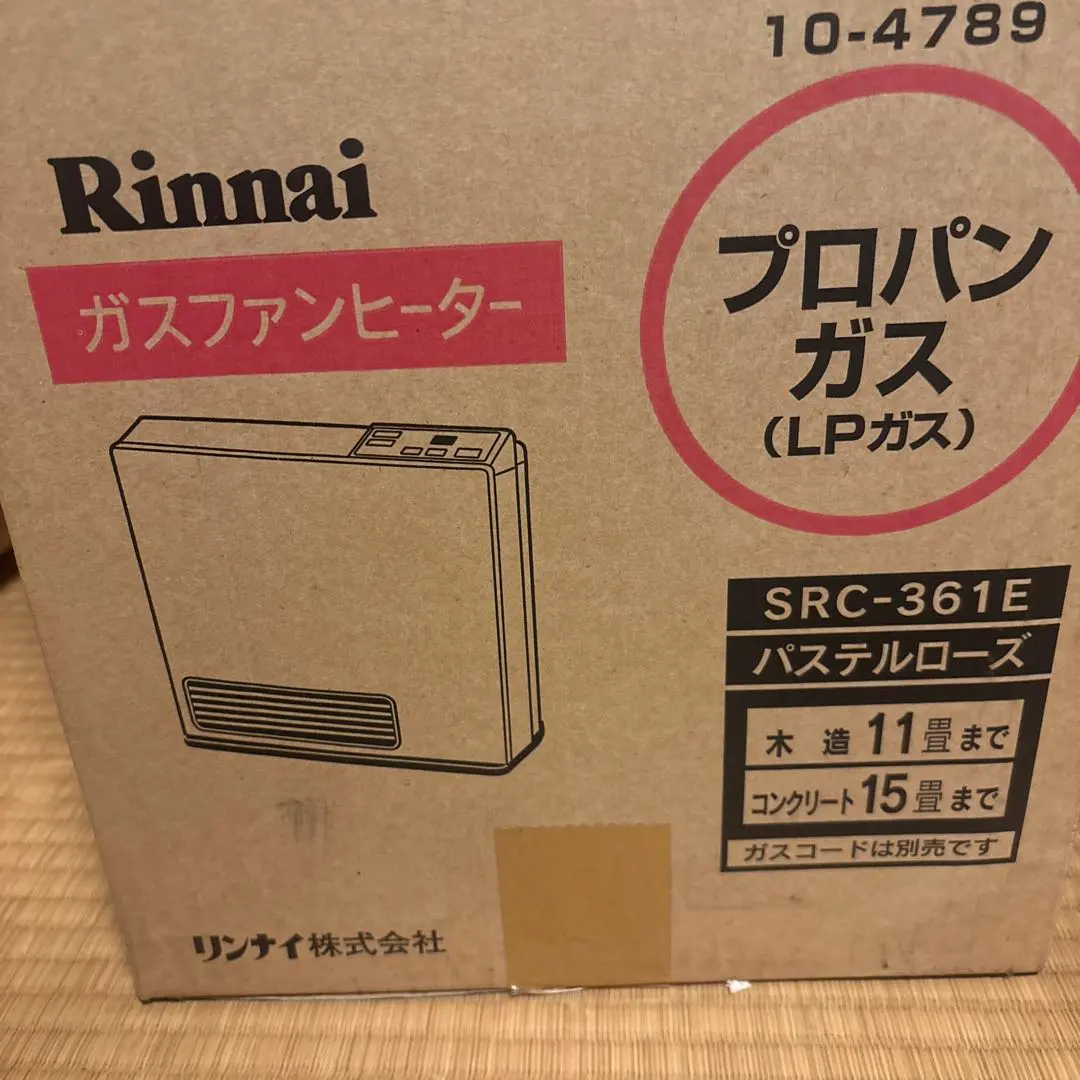 10-4789
Rinnai
ガスファンヒーター
プロパン
ガス
(LPガス)
SRC-361E
パステルローズ
木造 11畳まで
コンクリート 15畳まで
ガスコードは別売です
リンナイ株式会社